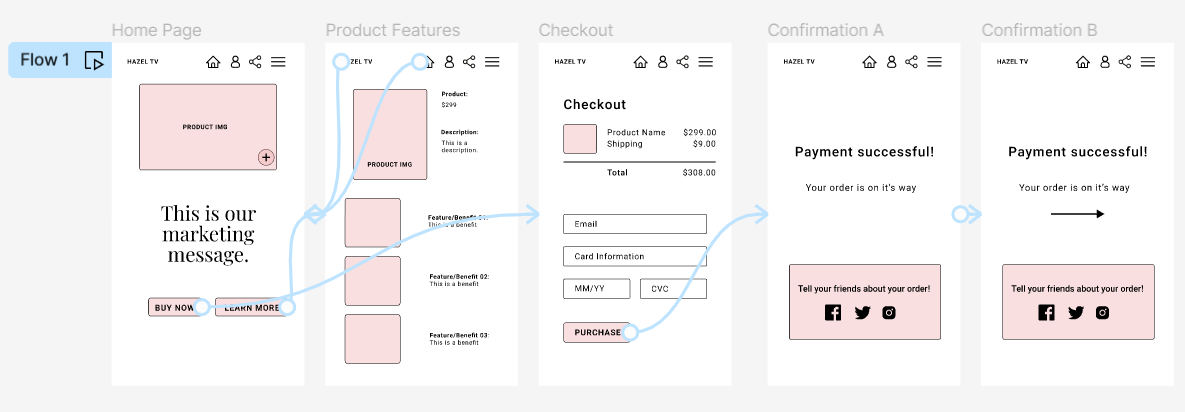 Home Page
Product Features
Checkout
Confirmation A
Confirmation B
Flow 1
HAZEL TV
PRODUCT IMG
This is our
marketing
message.
BUY NOW
LEARN MORE
ZEL TV
PRODUCT IMG
Product:
$299
Description:
This is a
description.
Feature/Benefit 01:
This is a benefit
Feature/Benefit 02:
This is a benefit
Feature/Benefit 03:
This is a benefit
HAZEL TV
Checkout
Product Name $299.00
Shipping $9.00
Total $308.00
Email
Card Information
MM/YY CVC
PURCHASE
HAZEL TV
Payment successful!
Your order is on it's way
Tell your friends about your order!
HAZEL TV
Payment successful!
Your order is on it's way
Tell your friends about your order!